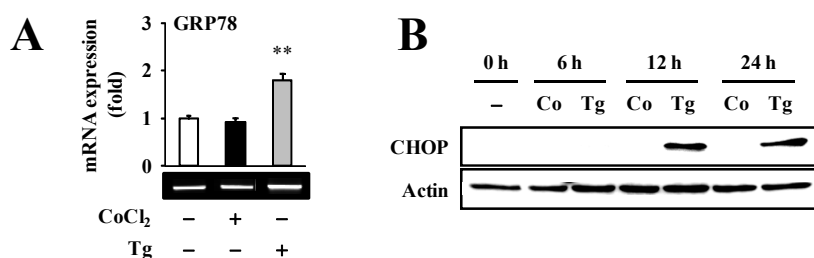 A
GRP78
3
2
1
0
mRNA expression
(fold)
**
CoCl₂ – + –
Tg – – +
B
0 h 6 h 12 h 24 h
– Co Tg Co Tg Co Tg
CHOP
Actin